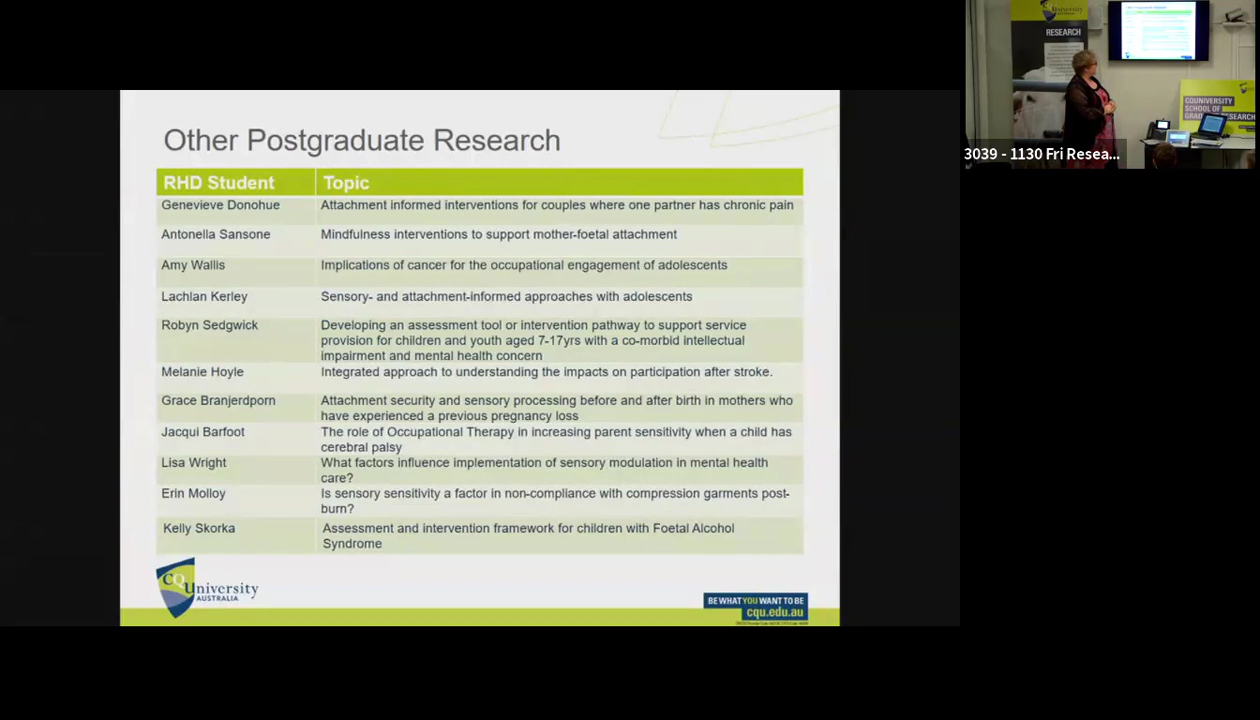 Other Postgraduate Research
RHD Student
Topic
Genevieve Donohue
Attachment informed interventions for couples where one partner has chronic pain
Antonella Sansone
Mindfulness interventions to support mother-foetal attachment
Amy Wallis
Implications of cancer for the occupational engagement of adolescents
Lachlan Kerley
Sensory- and attachment-informed approaches with adolescents
Robyn Sedgwick
Developing an assessment tool or intervention pathway to support service
provision for children and youth aged 7-17yrs with a co-morbid intellectual
impairment and mental health concern
Melanie Hoyle
Integrated approach to understanding the impacts on participation after stroke.
Grace Branjerdporn
Attachment security and sensory processing before and after birth in mothers who
have experienced a previous pregnancy loss
Jacqui Barfoot
The role of Occupational Therapy in increasing parent sensitivity when a child has
cerebral palsy
Lisa Wright
What factors influence implementation of sensory modulation in mental health
care?
Erin Molloy
Is sensory sensitivity a factor in non-compliance with compression garments post-
burn?
Kelly Skorka
Assessment and intervention framework for children with Foetal Alcohol
Syndrome
CQUniversity
AUSTRALIA
BE WHAT YOU WANT TO BE
cqu.edu.au
University
AUSTRALIA
RESEARCH
CQUNIVERSITY
SCHOOL OF
GRADUATE RESEARCH
3039 - 1130 Fri Resea...